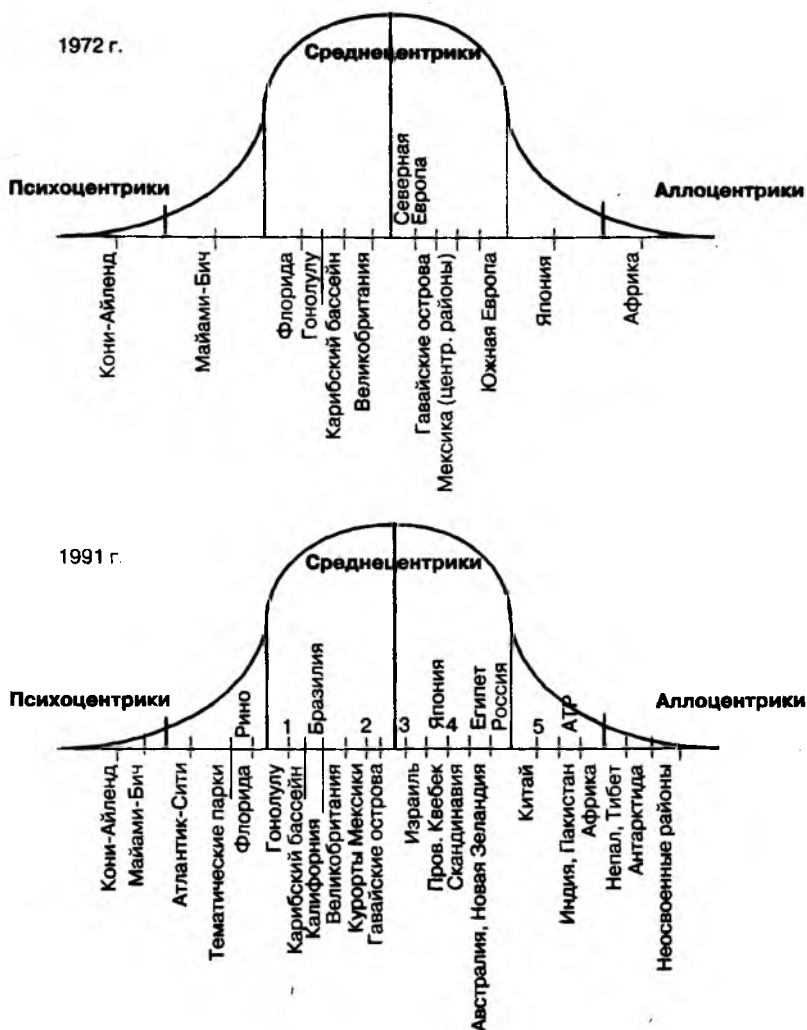 1972 г.
Среднецентрики
Психоцентрики
Аллоцентрики
Северная
Европа
Кони-Айленд
Майами-Бич
Флорида
Гонолулу
Карибский бассейн
Великобритания
Гавайские острова
Мексика (центр. районы)
Южная Европа
Япония
Африка
1991 г.
Среднецентрики
Психоцентрики
Аллоцентрики
Рино
1
Бразилия
2
3
Япония
4
Египет
Россия
5
АТР
Кони-Айленд
Майами-Бич
Атлантик-Сити
Тематические парки
Флорида
Гонолулу
Карибский бассейн
Калифорния
Великобритания
Курорты Мексики
Гавайские острова
Израиль
Пров. Квебек
Скандинавия
Австралия, Новая Зеландия
Китай
Индия, Пакистан
Африка
Непал, Тибет
Антарктида
Неосвоенные районы